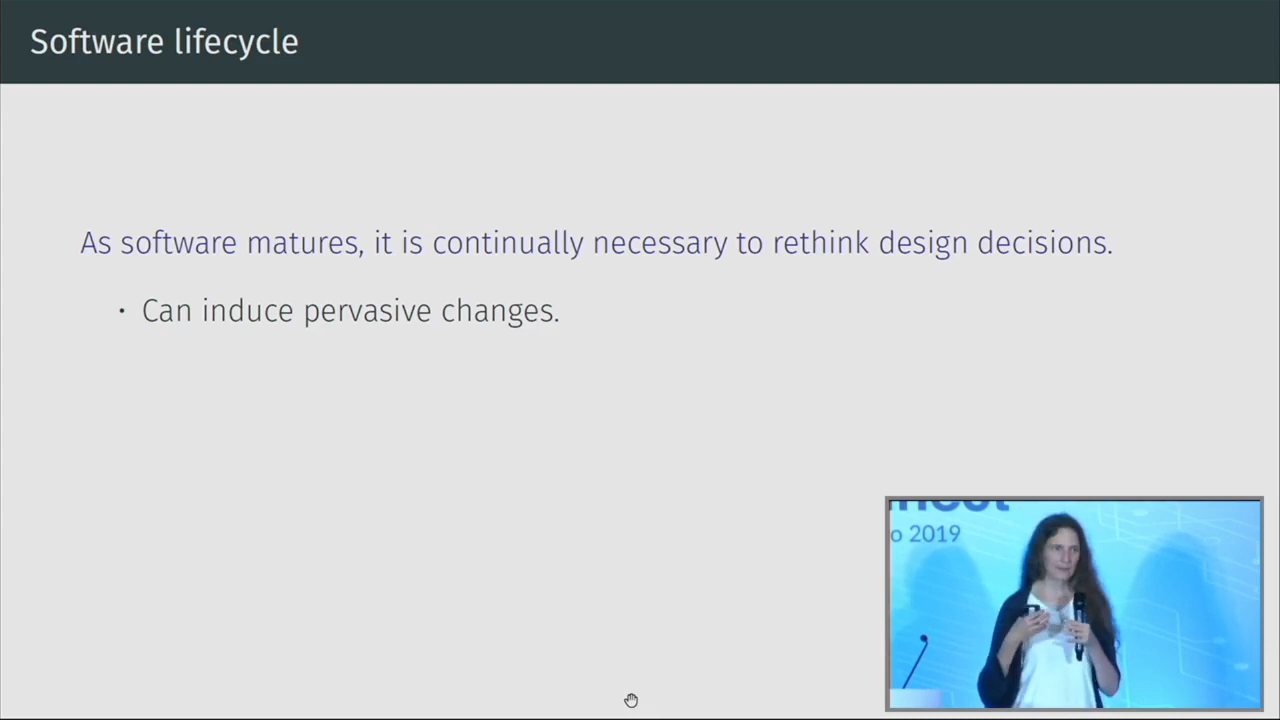 Software lifecycle
As software matures, it is continually necessary to rethink design decisions.
· Can induce pervasive changes.
2019